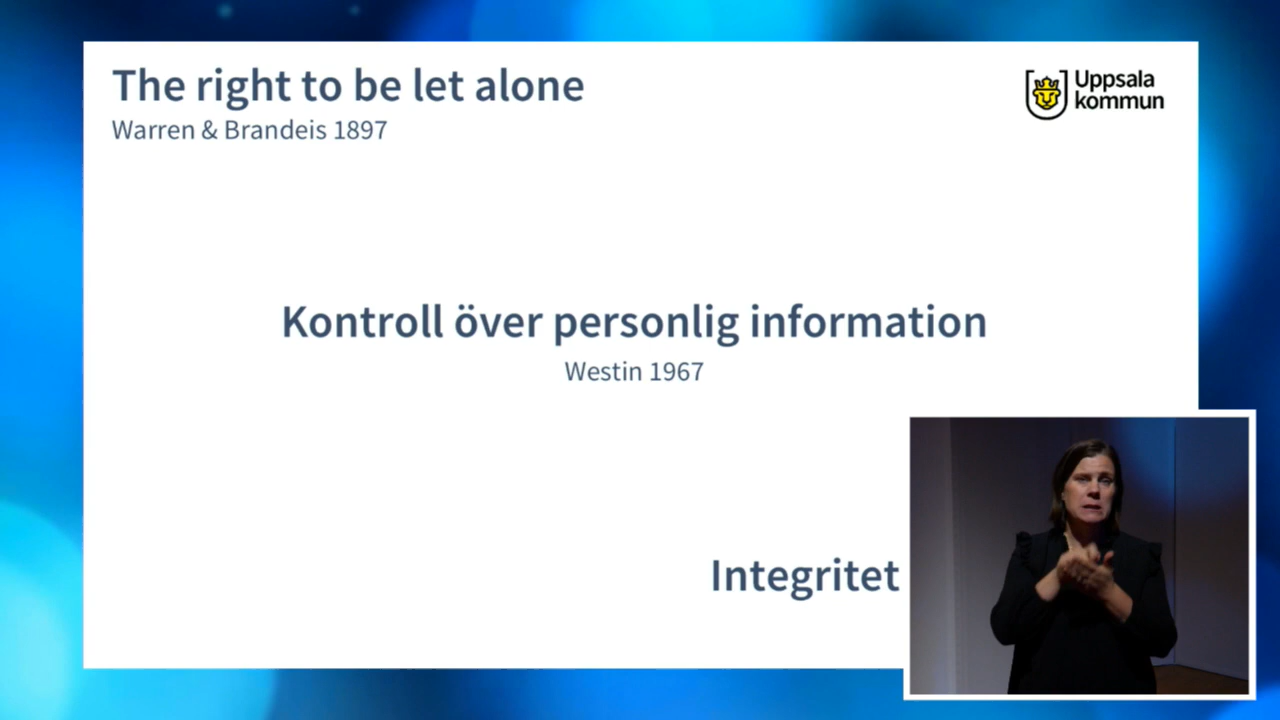 The right to be let alone
Warren & Brandeis 1897
Uppsala
kommun
Kontroll över personlig information
Westin 1967
Integritet